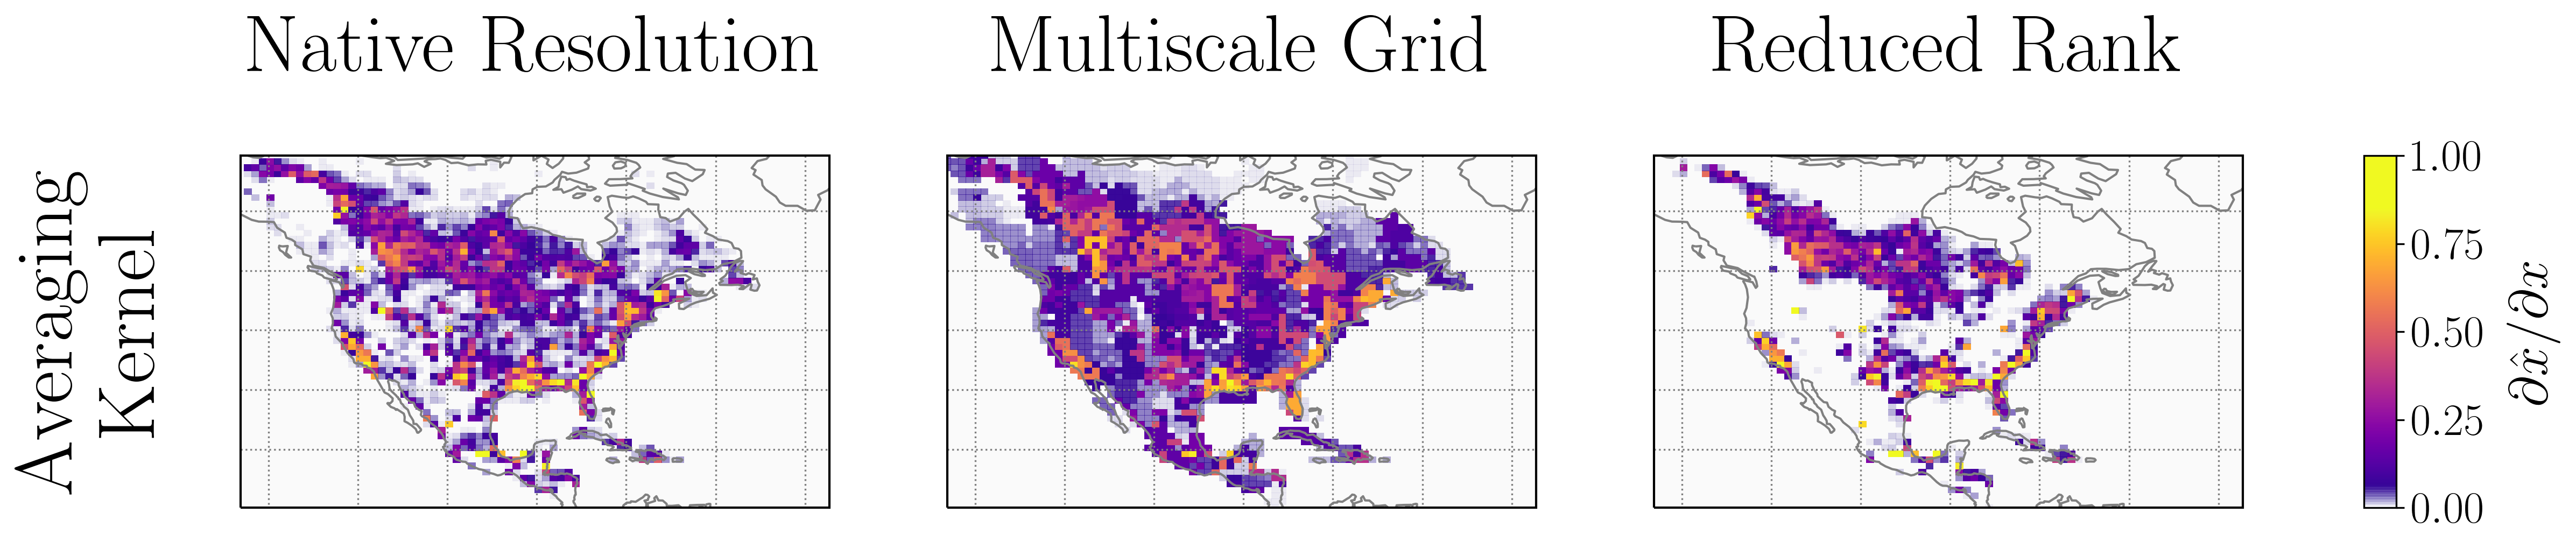 Native Resolution
Multiscale Grid
Reduced Rank
Averaging
Kernel
1.00
0.75
0.50
0.25
0.00
∂x̂/∂x